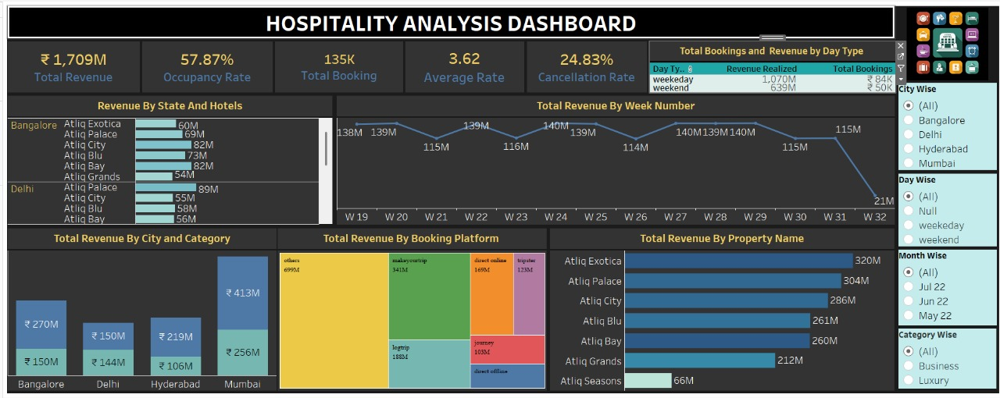 HOSPITALITY ANALYSIS DASHBOARD
₹ 1,709M
Total Revenue
57.87%
Occupancy Rate
135K
Total Booking
3.62
Average Rate
24.83%
Cancellation Rate
Total Bookings and Revenue by Day Type
Day Ty.. Revenue Realized Total Bookings
weekeday 1,070M ₹ 84K
weekend 639M ₹ 50K
Revenue By State And Hotels
Bangalore Atliq Exotica 60M
Atliq Palace 69M
Atliq City 82M
Atliq Blu 73M
Atliq Bay 82M
Atliq Grands 54M
Delhi Atliq Palace 89M
Atliq City 55M
Atliq Blu 58M
Atliq Bay 56M
Total Revenue By Week Number
138M 139M 115M 139M 116M 140M 139M 114M 140M 139M 140M 115M 115M 21M
W 19 W 20 W 21 W 22 W 23 W 24 W 25 W 26 W 27 W 28 W 29 W 30 W 31 W 32
Total Revenue By City and Category
₹ 270M ₹ 150M ₹ 219M ₹ 413M
₹ 150M ₹ 144M ₹ 106M ₹ 256M
Bangalore Delhi Hyderabad Mumbai
Total Revenue By Booking Platform
others
699M
makeyourtrip
341M
logtrip
188M
direct online
169M
tripster
123M
journey
103M
direct offline
Total Revenue By Property Name
Atliq Exotica 320M
Atliq Palace 304M
Atliq City 286M
Atliq Blu 261M
Atliq Bay 260M
Atliq Grands 212M
Atliq Seasons 66M
City Wise
(All)
Bangalore
Delhi
Hyderabad
Mumbai
Day Wise
(All)
Null
weekeday
weekend
Month Wise
(All)
Jul 22
Jun 22
May 22
Category Wise
(All)
Business
Luxury